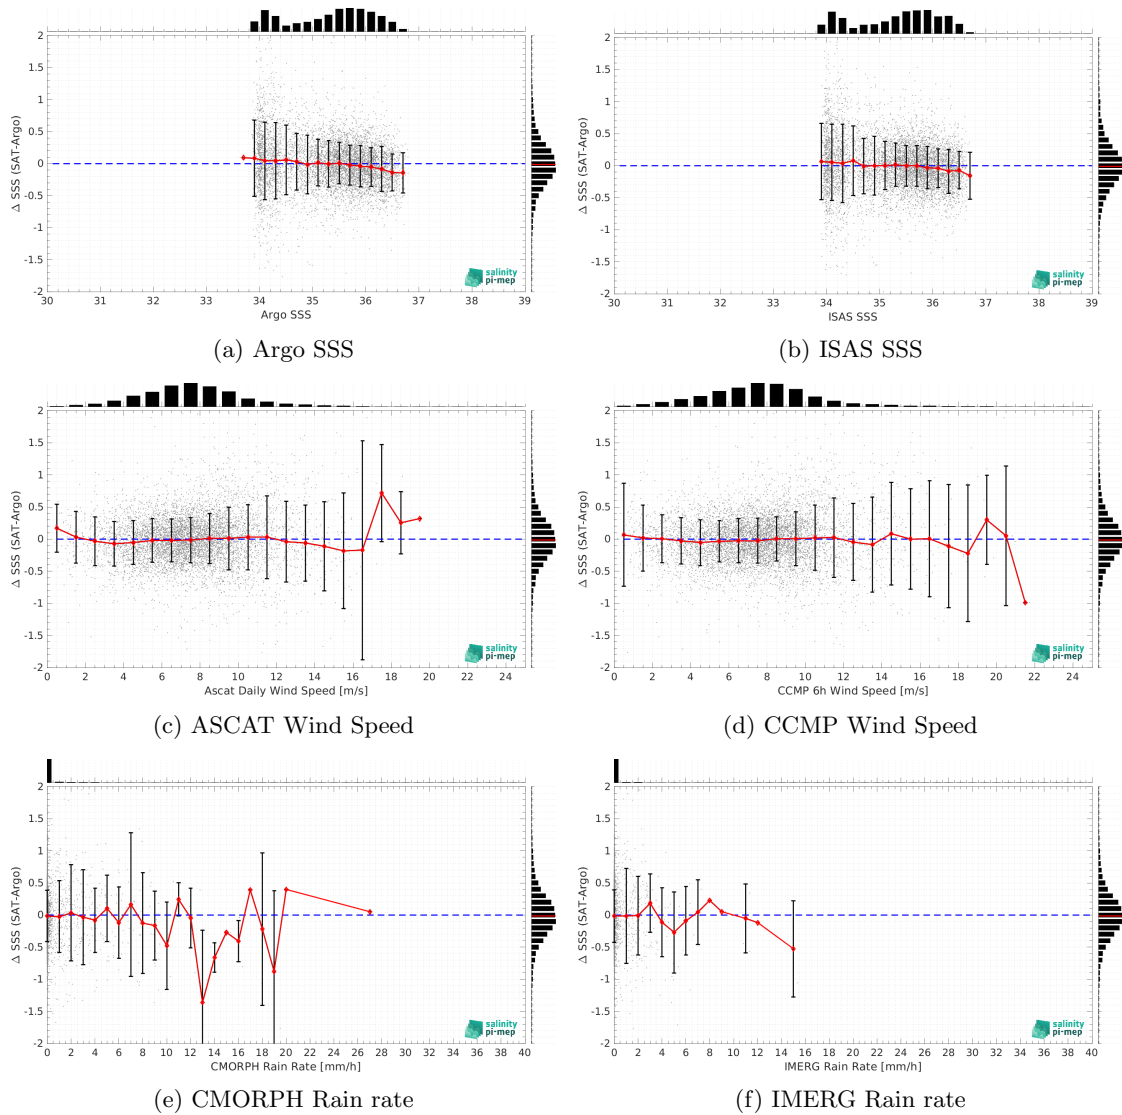 2
1.5
1
0.5
0
-0.5
-1
-1.5
-2
Δ SSS (SAT-Argo)
30 31 32 33 34 35 36 37 38 39
Argo SSS
salinity
pi-mep
(a) Argo SSS
2
1.5
1
0.5
0
-0.5
-1
-1.5
-2
Δ SSS (SAT-Argo)
30 31 32 33 34 35 36 37 38 39
ISAS SSS
salinity
pi-mep
(b) ISAS SSS
2
1.5
1
0.5
0
-0.5
-1
-1.5
-2
Δ SSS (SAT-Argo)
0 2 4 6 8 10 12 14 16 18 20 22 24
Ascat Daily Wind Speed [m/s]
salinity
pi-mep
(c) ASCAT Wind Speed
2
1.5
1
0.5
0
-0.5
-1
-1.5
-2
Δ SSS (SAT-Argo)
0 2 4 6 8 10 12 14 16 18 20 22 24
CCMP 6h Wind Speed [m/s]
salinity
pi-mep
(d) CCMP Wind Speed
2
1.5
1
0.5
0
-0.5
-1
-1.5
-2
Δ SSS (SAT-Argo)
0 2 4 6 8 10 12 14 16 18 20 22 24 26 28 30 32 34 36 38 40
CMORPH Rain Rate [mm/h]
salinity
pi-mep
(e) CMORPH Rain rate
2
1.5
1
0.5
0
-0.5
-1
-1.5
-2
Δ SSS (SAT-Argo)
0 2 4 6 8 10 12 14 16 18 20 22 24 26 28 30 32 34 36 38 40
IMERG Rain Rate [mm/h]
salinity
pi-mep
(f) IMERG Rain rate